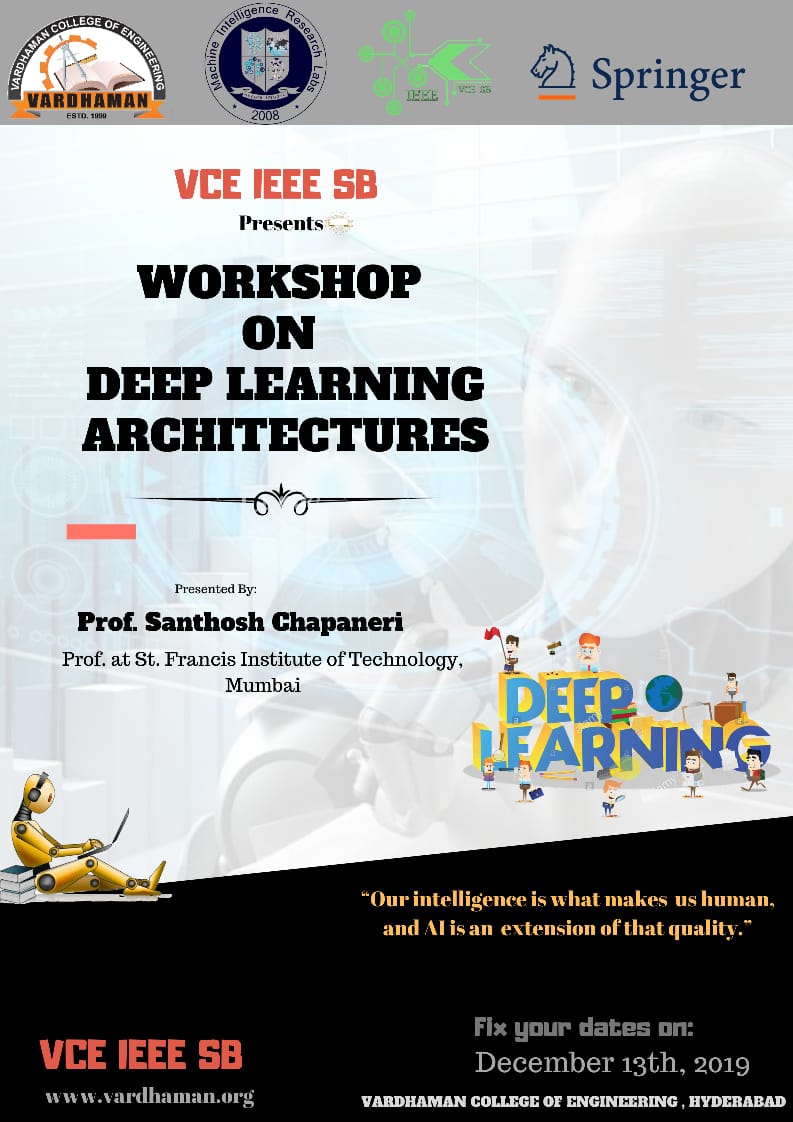 VARDHAMAN COLLEGE OF ENGINEERING
VARDHAMAN
ESTD. 1999
Machine Intelligence Research Labs
2008
IEEE
VCE SB
Springer
VCE IEEE SB
Presents
WORKSHOP
ON
DEEP LEARNING
ARCHITECTURES
Presented By:
Prof. Santhosh Chapaneri
Prof. at St. Francis Institute of Technology,
Mumbai
DEEP
LEARNING
“Our intelligence is what makes us human,
and AI is an extension of that quality.”
Fix your dates on:
December 13th, 2019
VCE IEEE SB
www.vardhaman.org
VARDHAMAN COLLEGE OF ENGINEERING , HYDERABAD